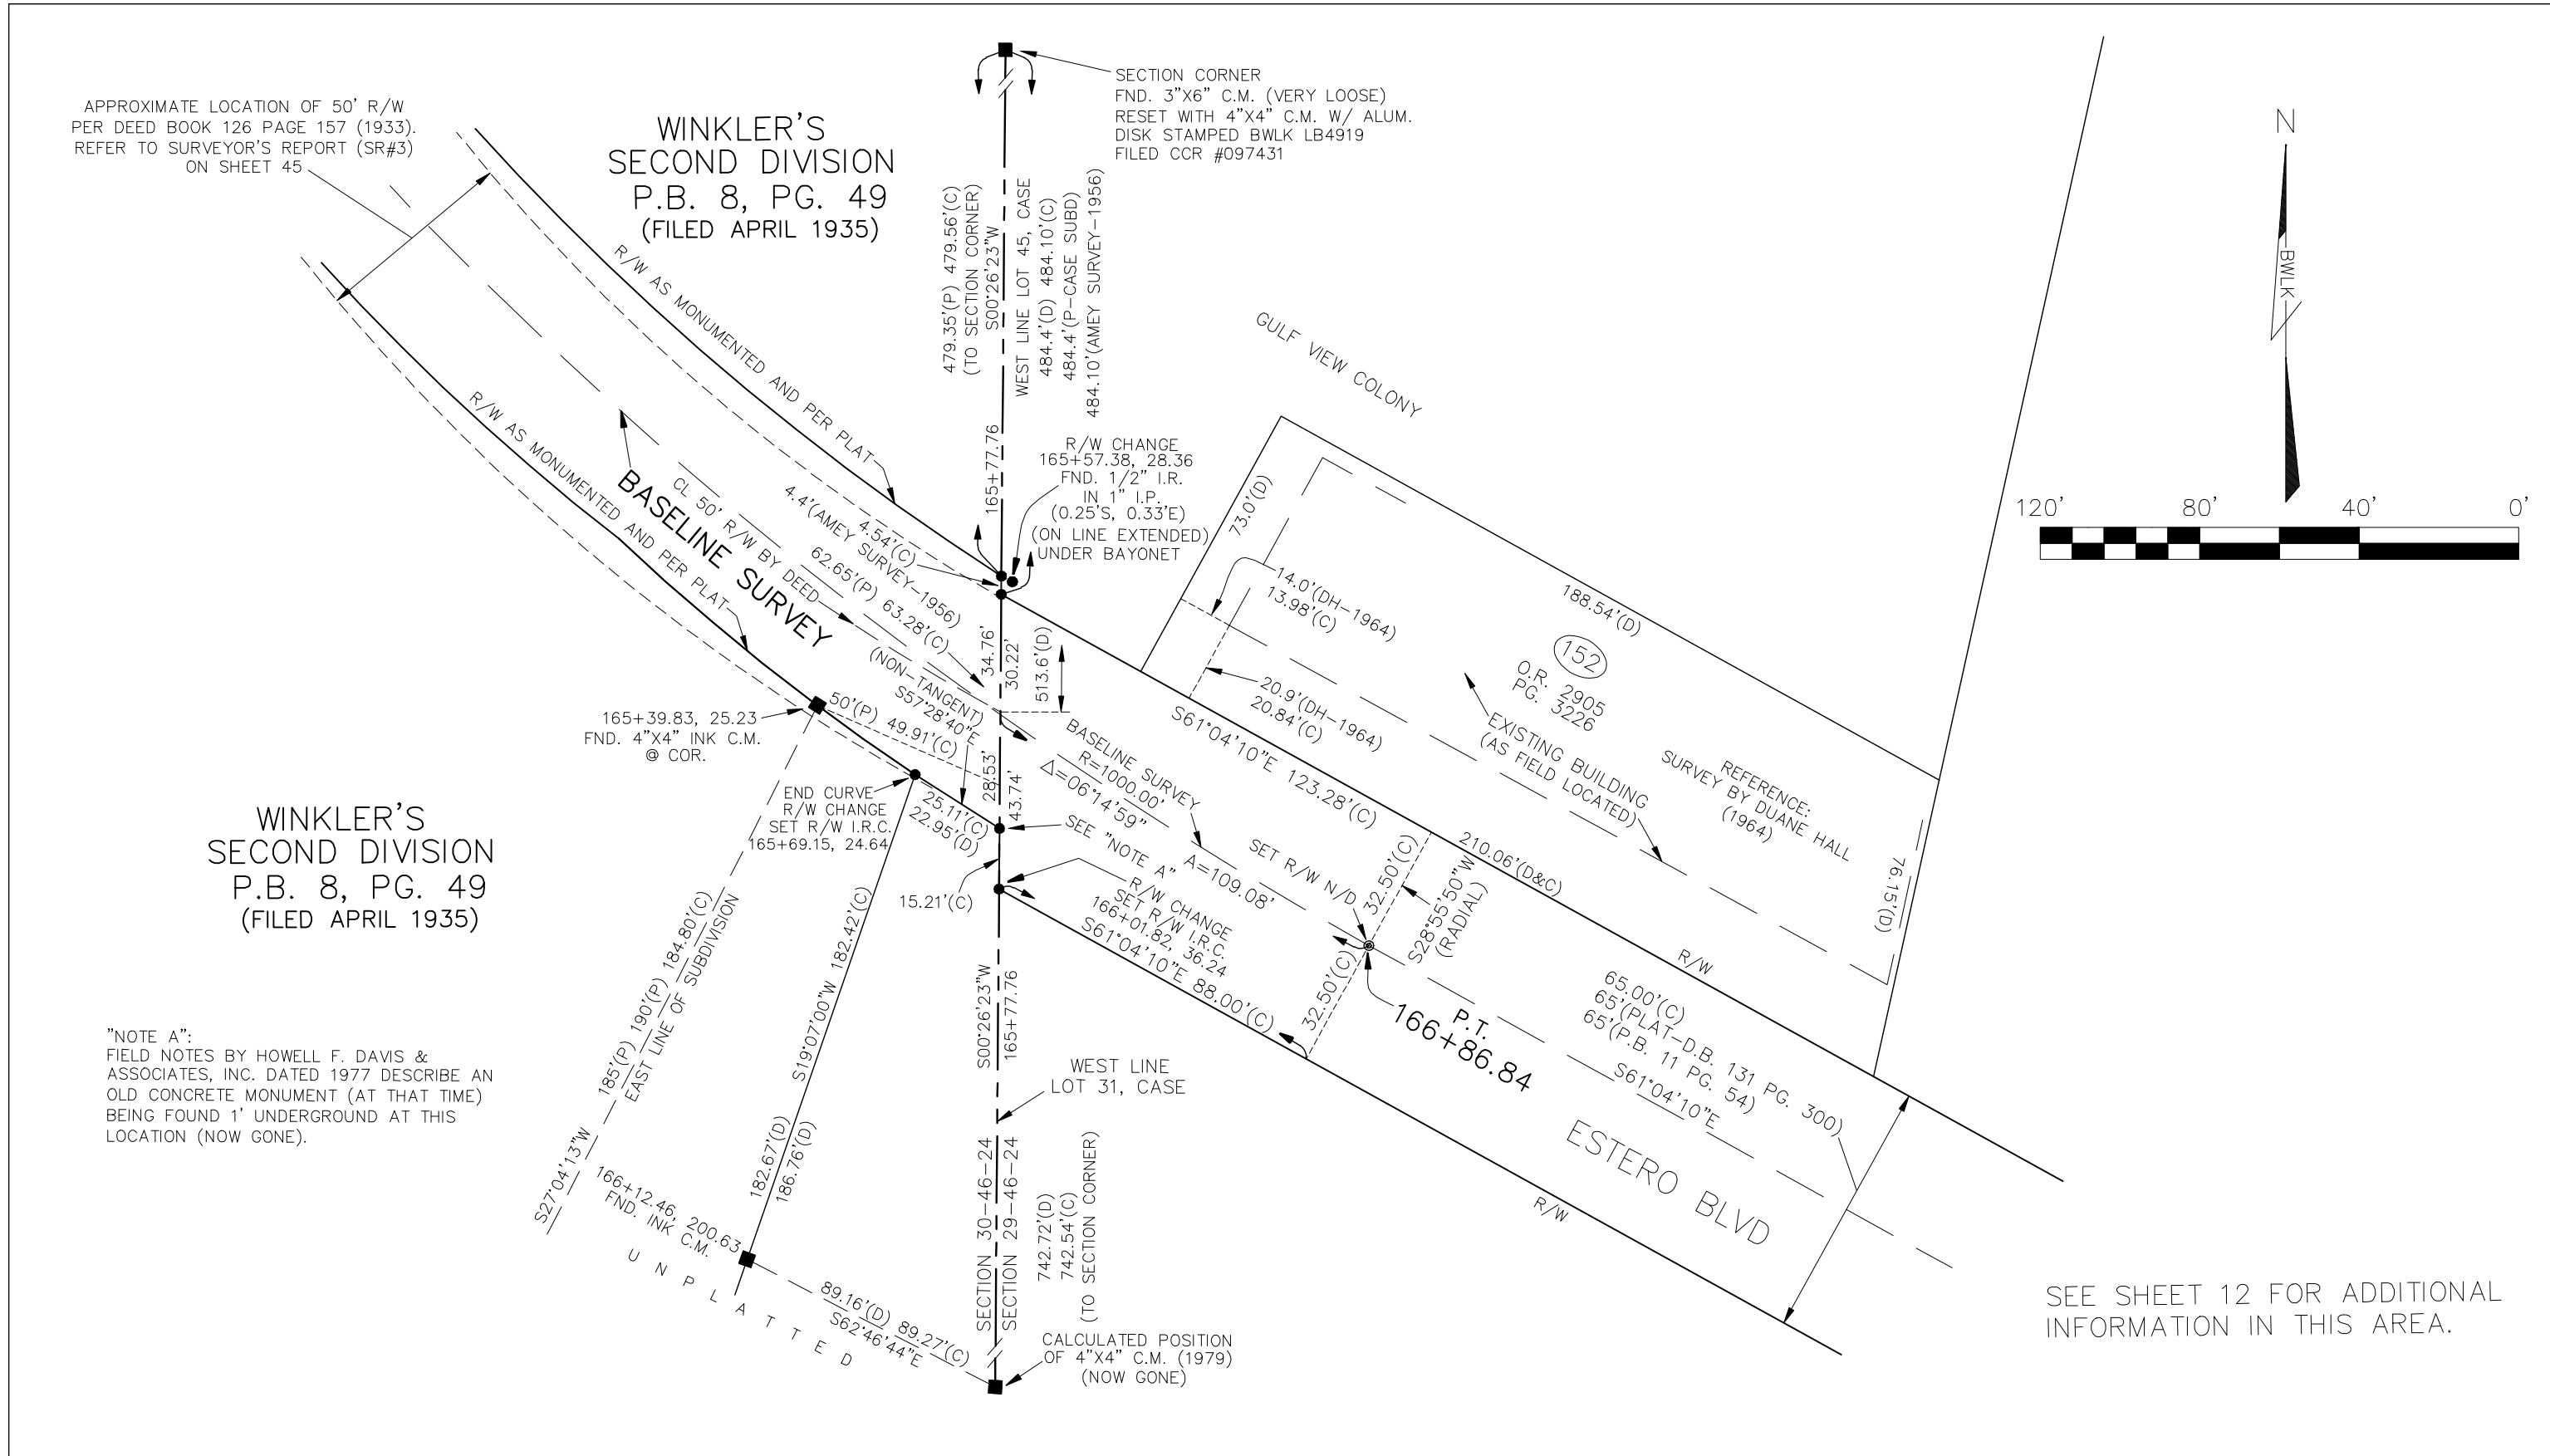 APPROXIMATE LOCATION OF 50' R/W
PER DEED BOOK 126 PAGE 157 (1933).
REFER TO SURVEYOR'S REPORT (SR#3)
ON SHEET 45
WINKLER'S
SECOND DIVISION
P.B. 8, PG. 49
(FILED APRIL 1935)
SECTION CORNER
FND. 3"X6" C.M. (VERY LOOSE)
RESET WITH 4"X4" C.M. W/ ALUM.
DISK STAMPED BWLK LB4919
FILED CCR #097431
N
BWLK
120' 80' 40' 0'
479.35'(P) 479.56'(C)
(TO SECTION CORNER)
S00°26'23"W
WEST LINE LOT 45, CASE
484.4'(D) 484.10'(C)
484.4'(P-CASE SUBD)
484.10'(AMEY SURVEY-1956)
165+77.76
R/W AS MONUMENTED AND PER PLAT
R/W AS MONUMENTED AND PER PLAT
GULF VIEW COLONY
R/W CHANGE
165+57.38, 28.36
FND. 1/2" I.R.
IN 1" I.P.
(0.25'S, 0.33'E)
(ON LINE EXTENDED)
UNDER BAYONET
BASELINE SURVEY
CL 50' R/W BY DEED
4.54'(C)
4.4'(AMEY SURVEY-1956)
62.65'(P) 63.28'(C)
(NON-TANGENT)
S57°28'40"E
50'(P) 49.91'(C)
34.76'
30.22'
513.6'(D)
28.53'
43.74'
73.0'(D)
14.0'(DH-1964)
13.98'(C)
20.9'(DH-1964)
20.84'(C)
188.54'(D)
152
O.R. 2905
PG. 3226
EXISTING BUILDING
(AS FIELD LOCATED)
REFERENCE:
SURVEY BY DUANE HALL
(1964)
76.15'(D)
S61°04'10"E 123.28'(C)
210.06'(D&C)
R/W
165+39.83, 25.23
FND. 4"X4" INK C.M.
@ COR.
END CURVE
R/W CHANGE
SET R/W I.R.C.
165+69.15, 24.64
25.11'(C)
22.95'(D)
15.21'(C)
BASELINE SURVEY
R=1000.00'
Δ=06°14'59"
A=109.08'
SEE "NOTE A"
R/W CHANGE
SET R/W I.R.C.
166+01.82, 36.24
S61°04'10"E 88.00'(C)
SET R/W N/D
32.50'(C)
32.50'(C)
S28°55'50"W
(RADIAL)
P.T.
166+86.84
65.00'(C)
65'(PLAT-D.B. 131 PG. 300)
65'(P.B. 11 PG. 54)
S61°04'10"E
ESTERO BLVD
R/W
WINKLER'S
SECOND DIVISION
P.B. 8, PG. 49
(FILED APRIL 1935)
"NOTE A":
FIELD NOTES BY HOWELL F. DAVIS &
ASSOCIATES, INC. DATED 1977 DESCRIBE AN
OLD CONCRETE MONUMENT (AT THAT TIME)
BEING FOUND 1' UNDERGROUND AT THIS
LOCATION (NOW GONE).
S27°04'13"W
185'(P) 190'(P) 184.80'(C)
EAST LINE OF SUBDIVISION
S19°07'00"W 182.42'(C)
182.67'(D)
186.76'(D)
166+12.46, 200.63
FND. INK C.M.
UNPLATTED
89.16'(D) 89.27'(C)
S62°46'44"E
S00°26'23"W
165+77.76
WEST LINE
LOT 31, CASE
SECTION 30-46-24
SECTION 29-46-24
742.72'(D)
742.54'(C)
(TO SECTION CORNER)
CALCULATED POSITION
OF 4"X4" C.M. (1979)
(NOW GONE)
SEE SHEET 12 FOR ADDITIONAL
INFORMATION IN THIS AREA.